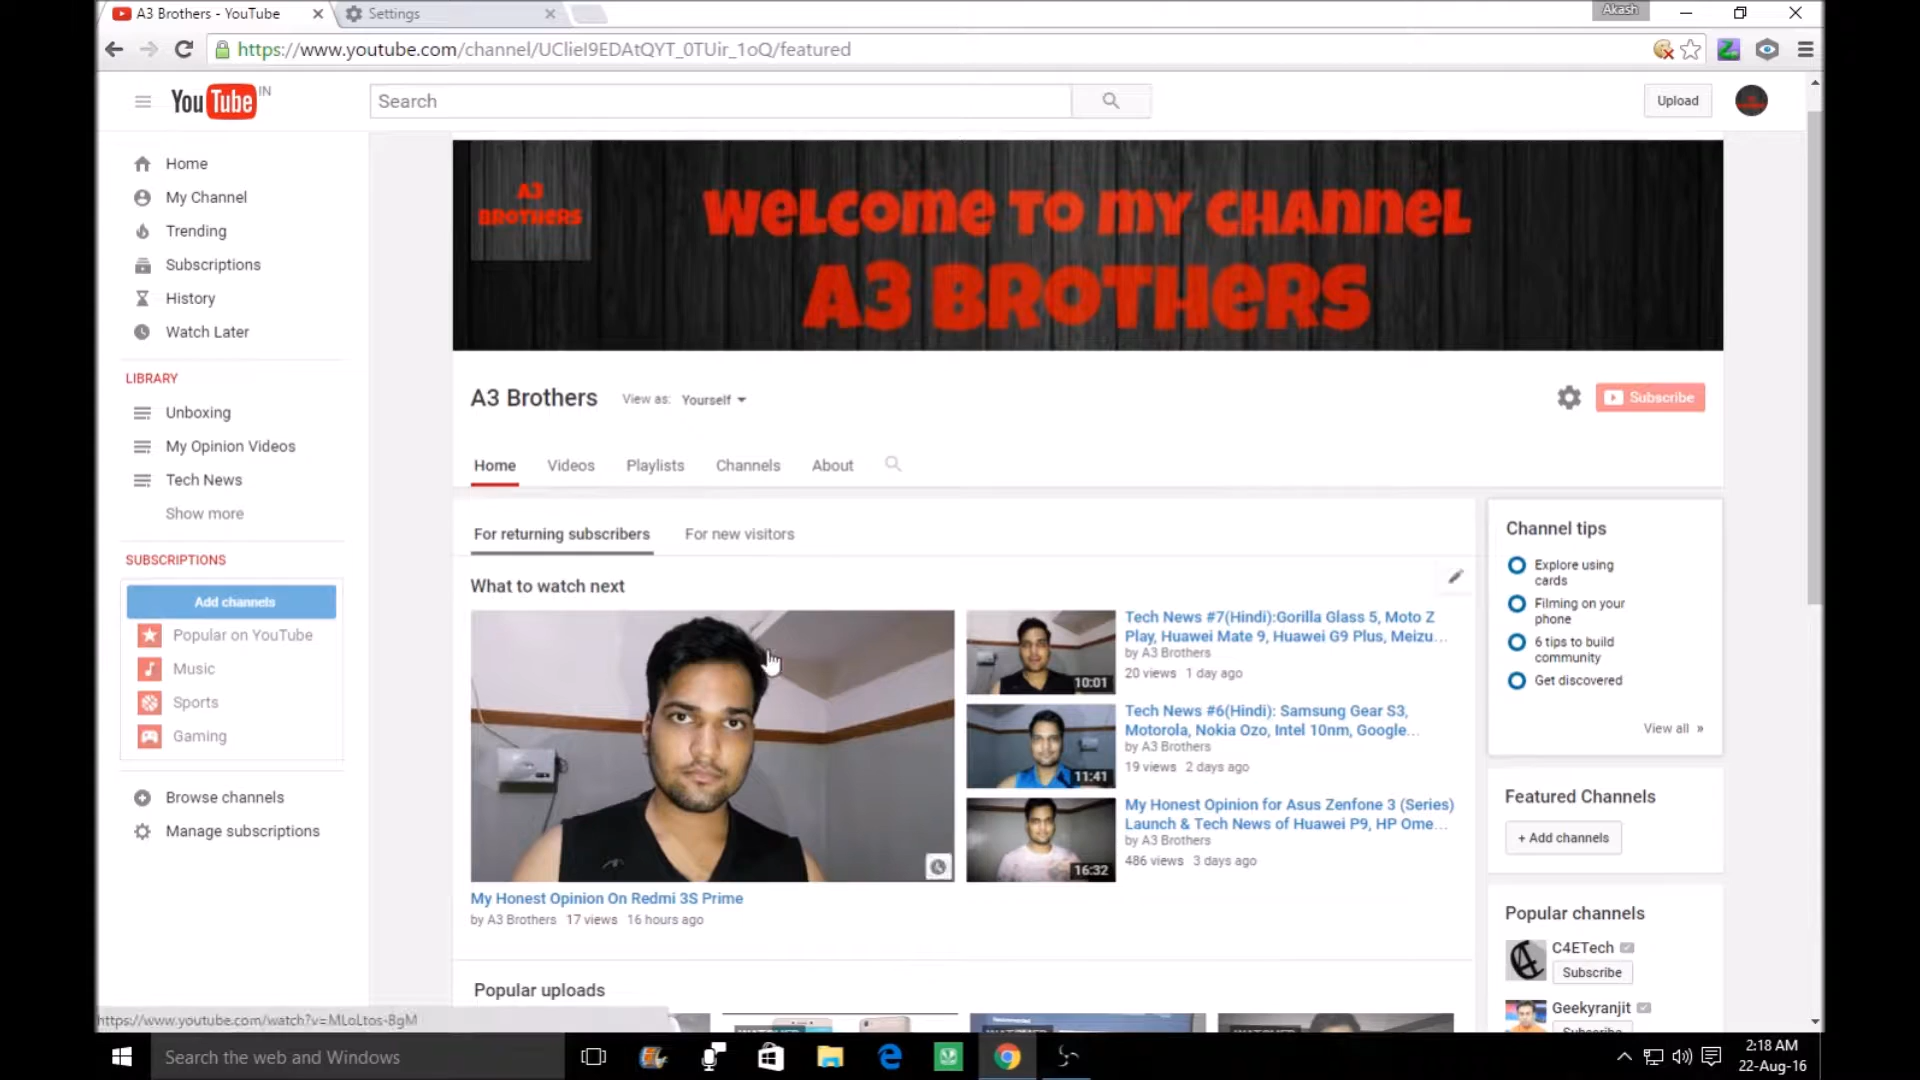 A3 Brothers - YouTube
Settings
Akash
https://www.youtube.com/channel/UClieI9EDAtQYT_0TUir_1oQ/featured
YouTube IN
Search
Upload
Home
My Channel
Trending
Subscriptions
History
Watch Later
LIBRARY
Unboxing
My Opinion Videos
Tech News
Show more
SUBSCRIPTIONS
Add channels
Popular on YouTube
Music
Sports
Gaming
Browse channels
Manage subscriptions
A3
BROTHERS
WELCOME TO MY CHANNEL
A3 BROTHERS
A3 Brothers
View as: Yourself
Subscribe
Home
Videos
Playlists
Channels
About
For returning subscribers
For new visitors
What to watch next
My Honest Opinion On Redmi 3S Prime
by A3 Brothers 17 views 16 hours ago
10:01
Tech News #7(Hindi):Gorilla Glass 5, Moto Z
Play, Huawei Mate 9, Huawei G9 Plus, Meizu...
by A3 Brothers
20 views 1 day ago
11:41
Tech News #6(Hindi): Samsung Gear S3,
Motorola, Nokia Ozo, Intel 10nm, Google...
by A3 Brothers
19 views 2 days ago
16:32
My Honest Opinion for Asus Zenfone 3 (Series)
Launch & Tech News of Huawei P9, HP Ome...
by A3 Brothers
486 views 3 days ago
Popular uploads
Channel tips
Explore using
cards
Filming on your
phone
6 tips to build
community
Get discovered
View all »
Featured Channels
+ Add channels
Popular channels
C4ETech
Subscribe
Geekyranjit
Subscribe
https://www.youtube.com/watch?v=MLoLtos-8gM
Search the web and Windows
2:18 AM
22-Aug-16